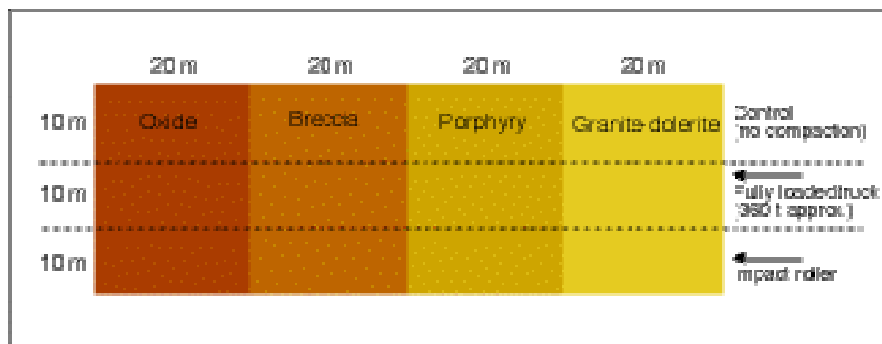 20 m 20 m 20 m 20 m
10 m Oxide Breccia Porphyry Granite-dolerite Control
(no compaction)
10 m Fully loaded truck
(360 t approx.)
10 m Impact roller